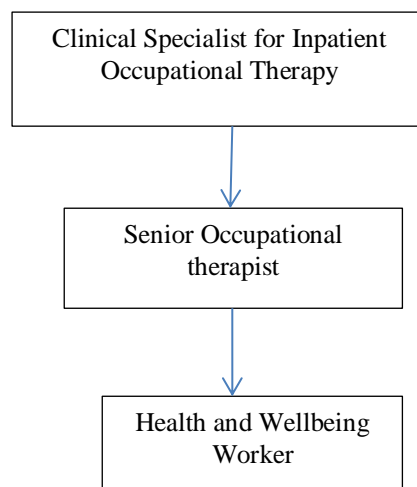 Clinical Specialist for Inpatient
Occupational Therapy
Senior Occupational
therapist
Health and Wellbeing
Worker